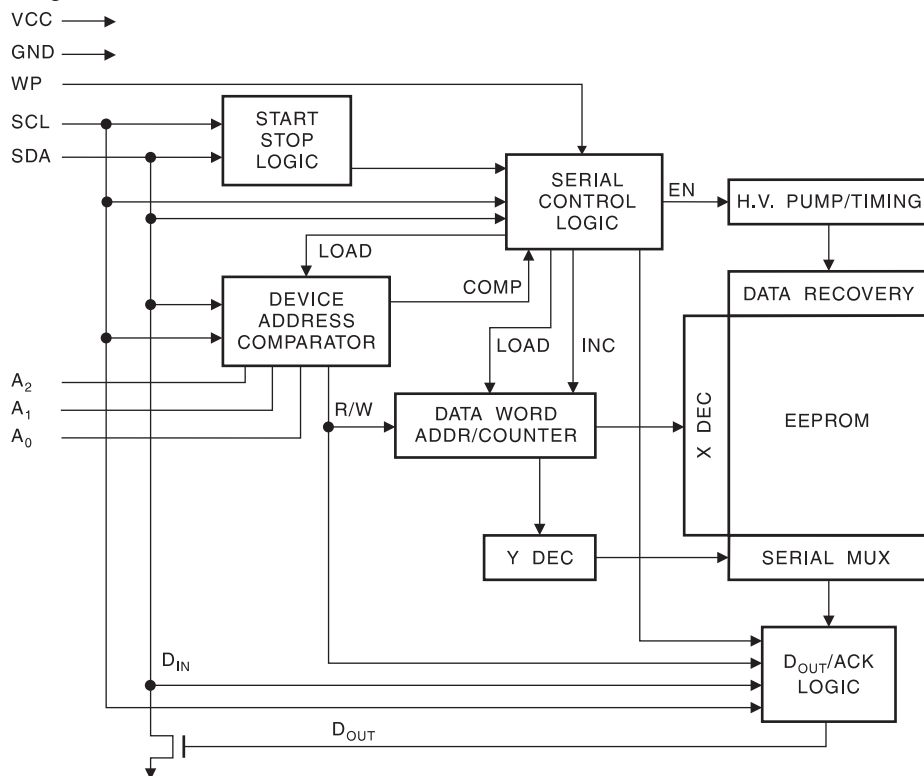 VCC
GND
WP
SCL
SDA
START
STOP
LOGIC
SERIAL
CONTROL
LOGIC
EN
H.V. PUMP/TIMING
LOAD
COMP
DEVICE
ADDRESS
COMPARATOR
DATA RECOVERY
LOAD
INC
A2
A1
A0
R/W
DATA WORD
ADDR/COUNTER
X DEC
EEPROM
Y DEC
SERIAL MUX
DIN
DOUT/ACK
LOGIC
DOUT